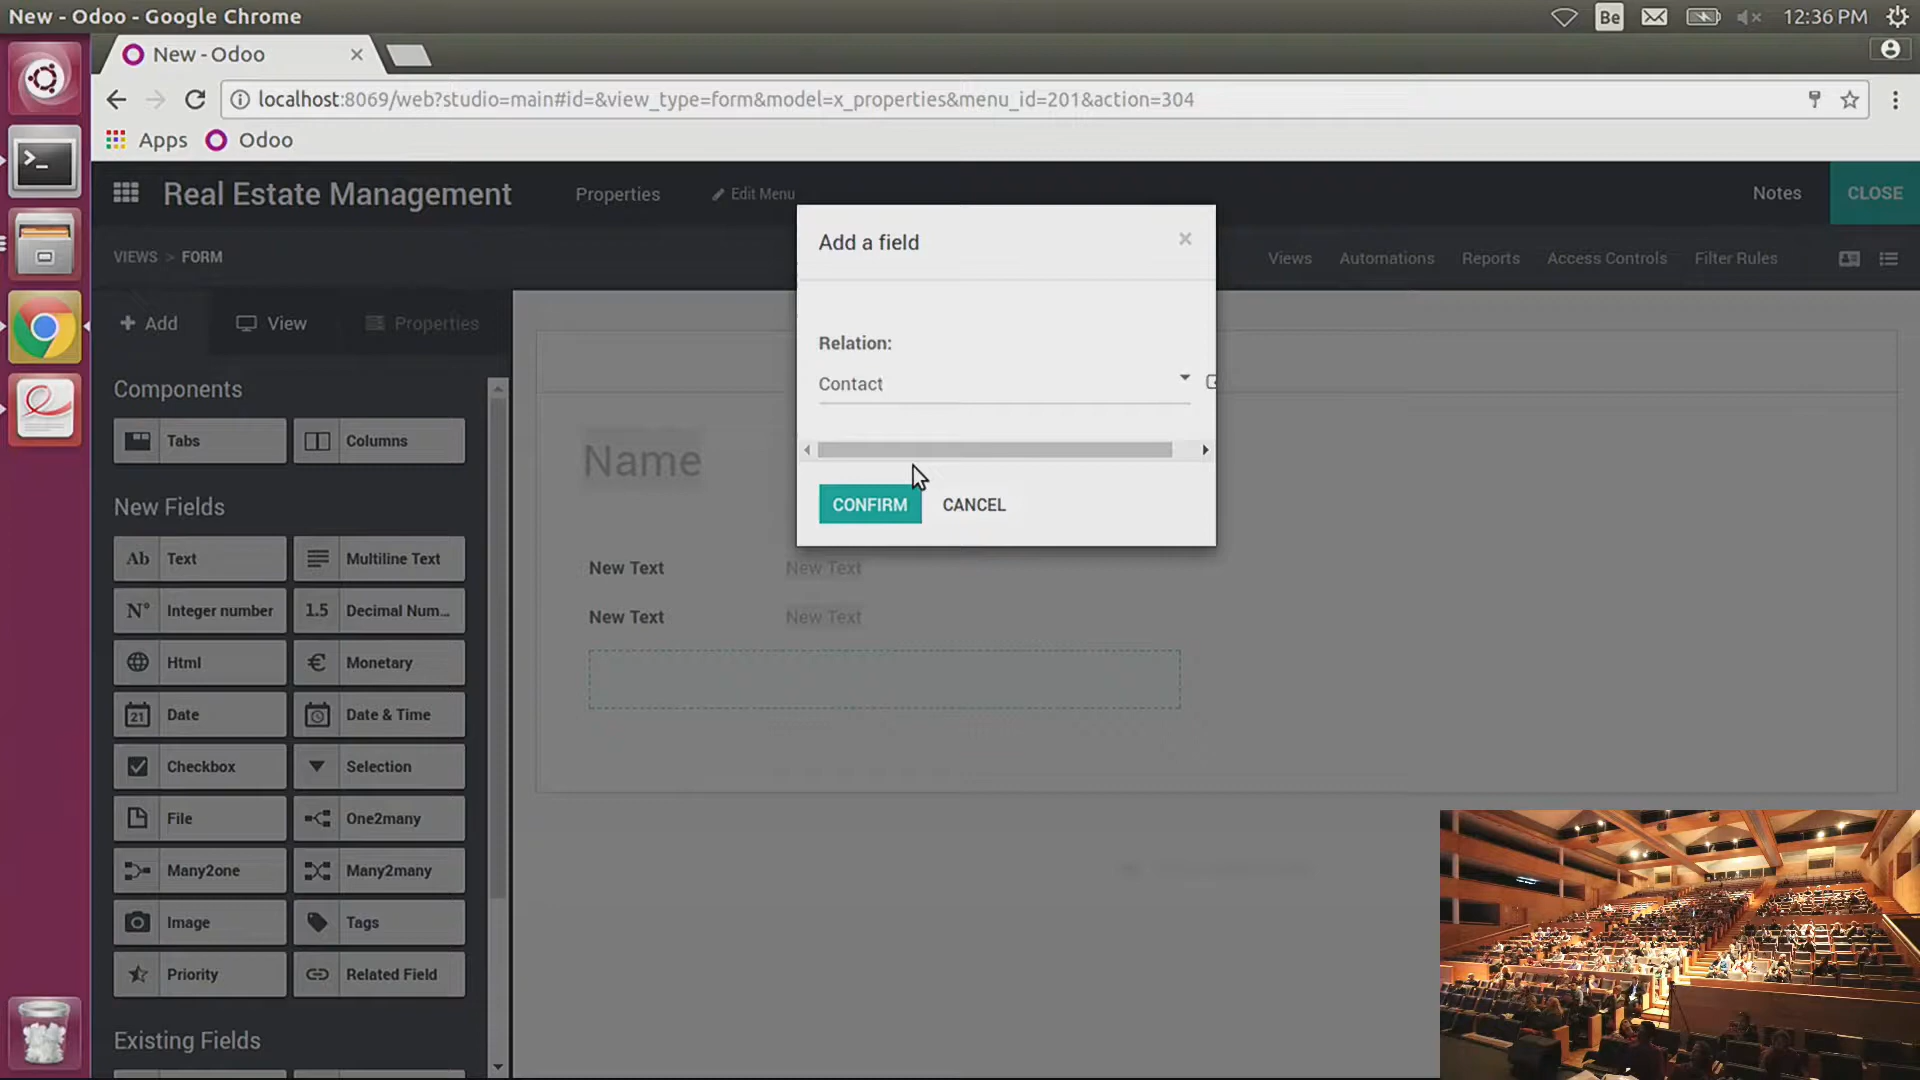 New - Odoo - Google Chrome
Be
12:36 PM
New - Odoo
localhost:8069/web?studio=main#id=&view_type=form&model=x_properties&menu_id=201&action=304
Apps
Odoo
Real Estate Management
Properties
Edit Menu
Notes
CLOSE
VIEWS > FORM
Views
Automations
Reports
Access Controls
Filter Rules
Add
View
Properties
Components
Tabs
Columns
New Fields
Ab Text
Multiline Text
N° Integer number
1.5 Decimal Num...
Html
€ Monetary
21 Date
Date & Time
Checkbox
Selection
File
One2many
Many2one
Many2many
Image
Tags
Priority
Related Field
Existing Fields
Add a field
Relation:
Contact
CONFIRM
CANCEL
Name
New Text
New Text
New Text
New Text